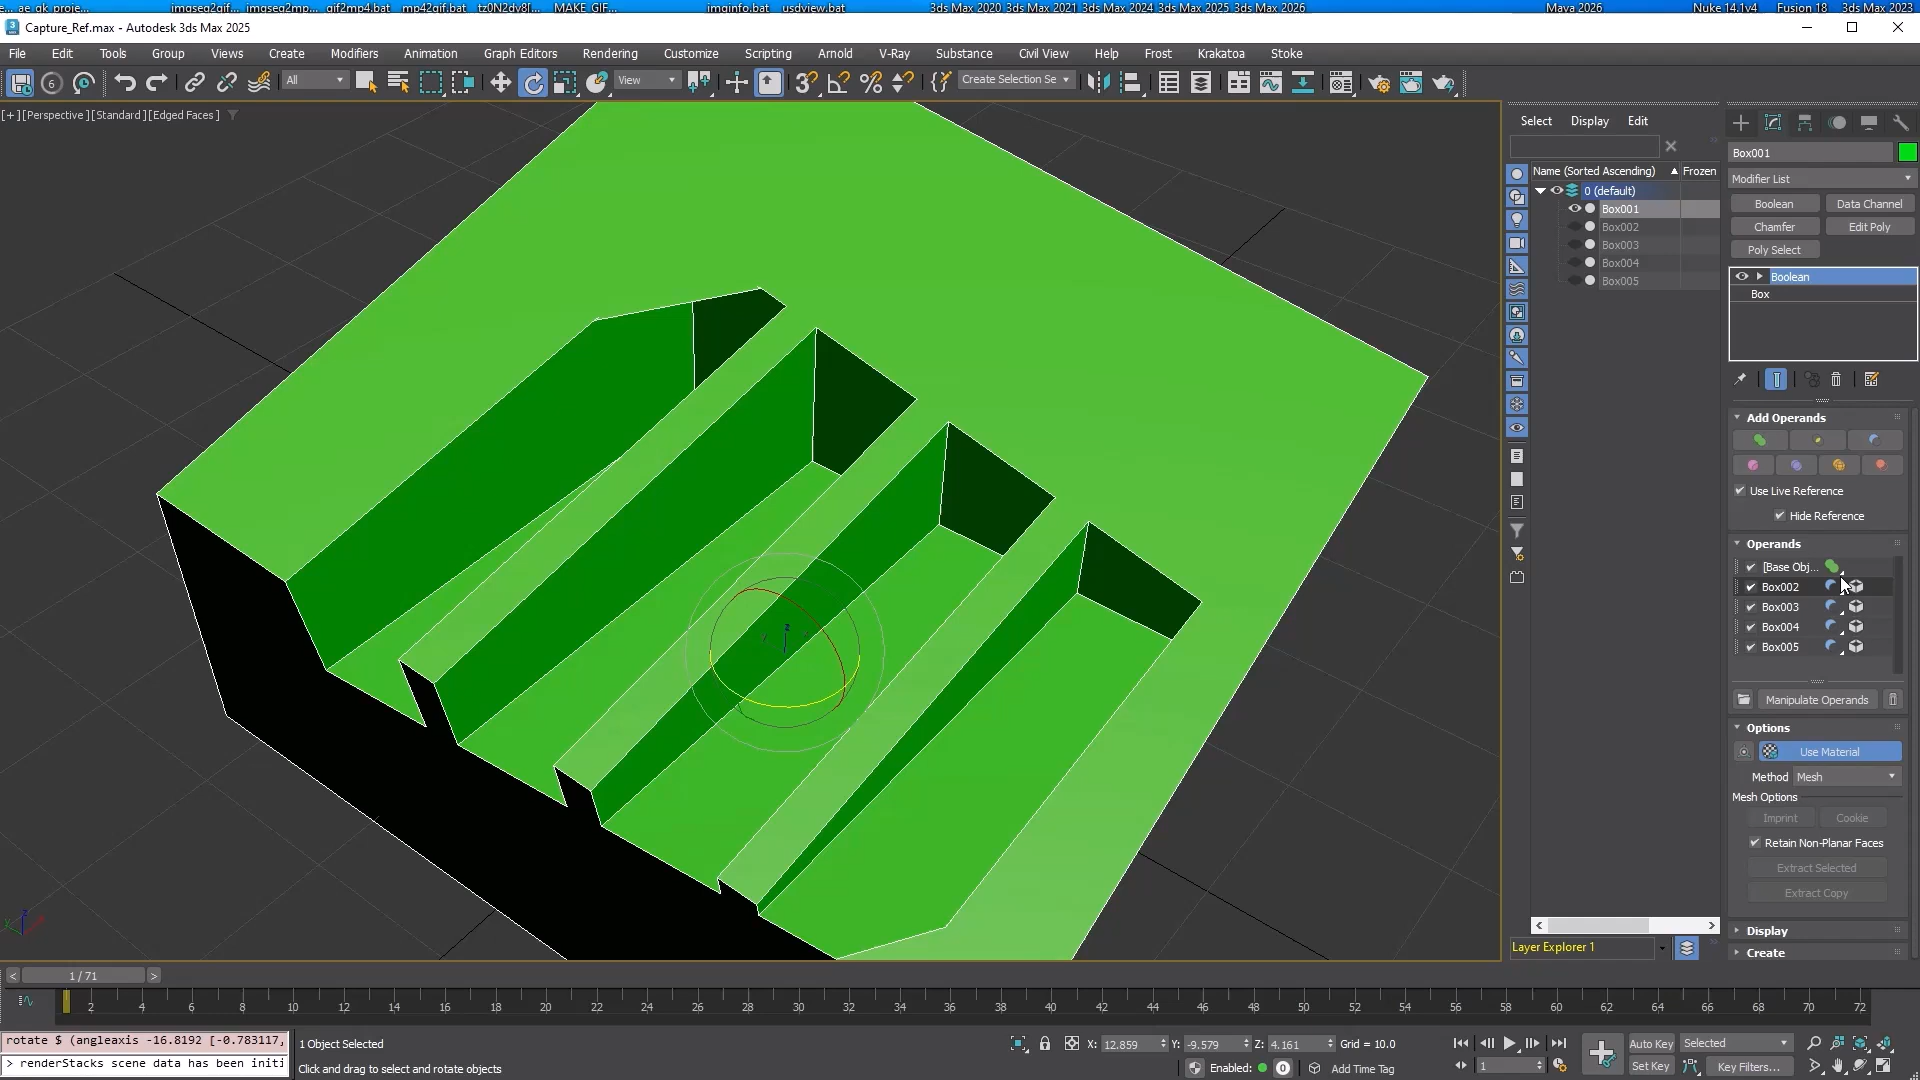 e... ae_qk_proje... imgseq2gif... imgseq2mp... gif2mp4.bat mp42gif.bat tz0N2dv8[... MAKE_GIF... imginfo.bat usdview.bat 3ds Max 2020 3ds Max 2021 3ds Max 2024 3ds Max 2025 3ds Max 2026 Maya 2026 Nuke 14.1v4 Fusion 18 3ds Max 2023
Capture_Ref.max - Autodesk 3ds Max 2025
File Edit Tools Group Views Create Modifiers Animation Graph Editors Rendering Customize Scripting Arnold V-Ray Substance Civil View Help Frost Krakatoa Stoke
All View Create Selection Se
[+] [Perspective] [Standard] [Edged Faces]
Select Display Edit
Name (Sorted Ascending) Frozen
0 (default)
Box001
Box002
Box003
Box004
Box005
Layer Explorer 1
Box001
Modifier List
Boolean Data Channel
Chamfer Edit Poly
Poly Select
Boolean
Box
Add Operands
Use Live Reference
Hide Reference
Operands
[Base Obj...
Box002
Box003
Box004
Box005
Manipulate Operands
Options
Use Material
Method Mesh
Mesh Options
Imprint Cookie
Retain Non-Planar Faces
Extract Selected
Extract Copy
Display
Create
< 1 / 71 >
2 4 6 8 10 12 14 16 18 20 22 24 26 28 30 32 34 36 38 40 42 44 46 48 50 52 54 56 58 60 62 64 66 68 70 72
rotate $ (angleaxis -16.8192 [-0.783117,
> renderStacks scene data has been initi
1 Object Selected
Click and drag to select and rotate objects
X: 12.859 Y: -9.579 Z: 4.161 Grid = 10.0
Enabled: 0 Add Time Tag
1
Auto Key Selected
Set Key Key Filters...